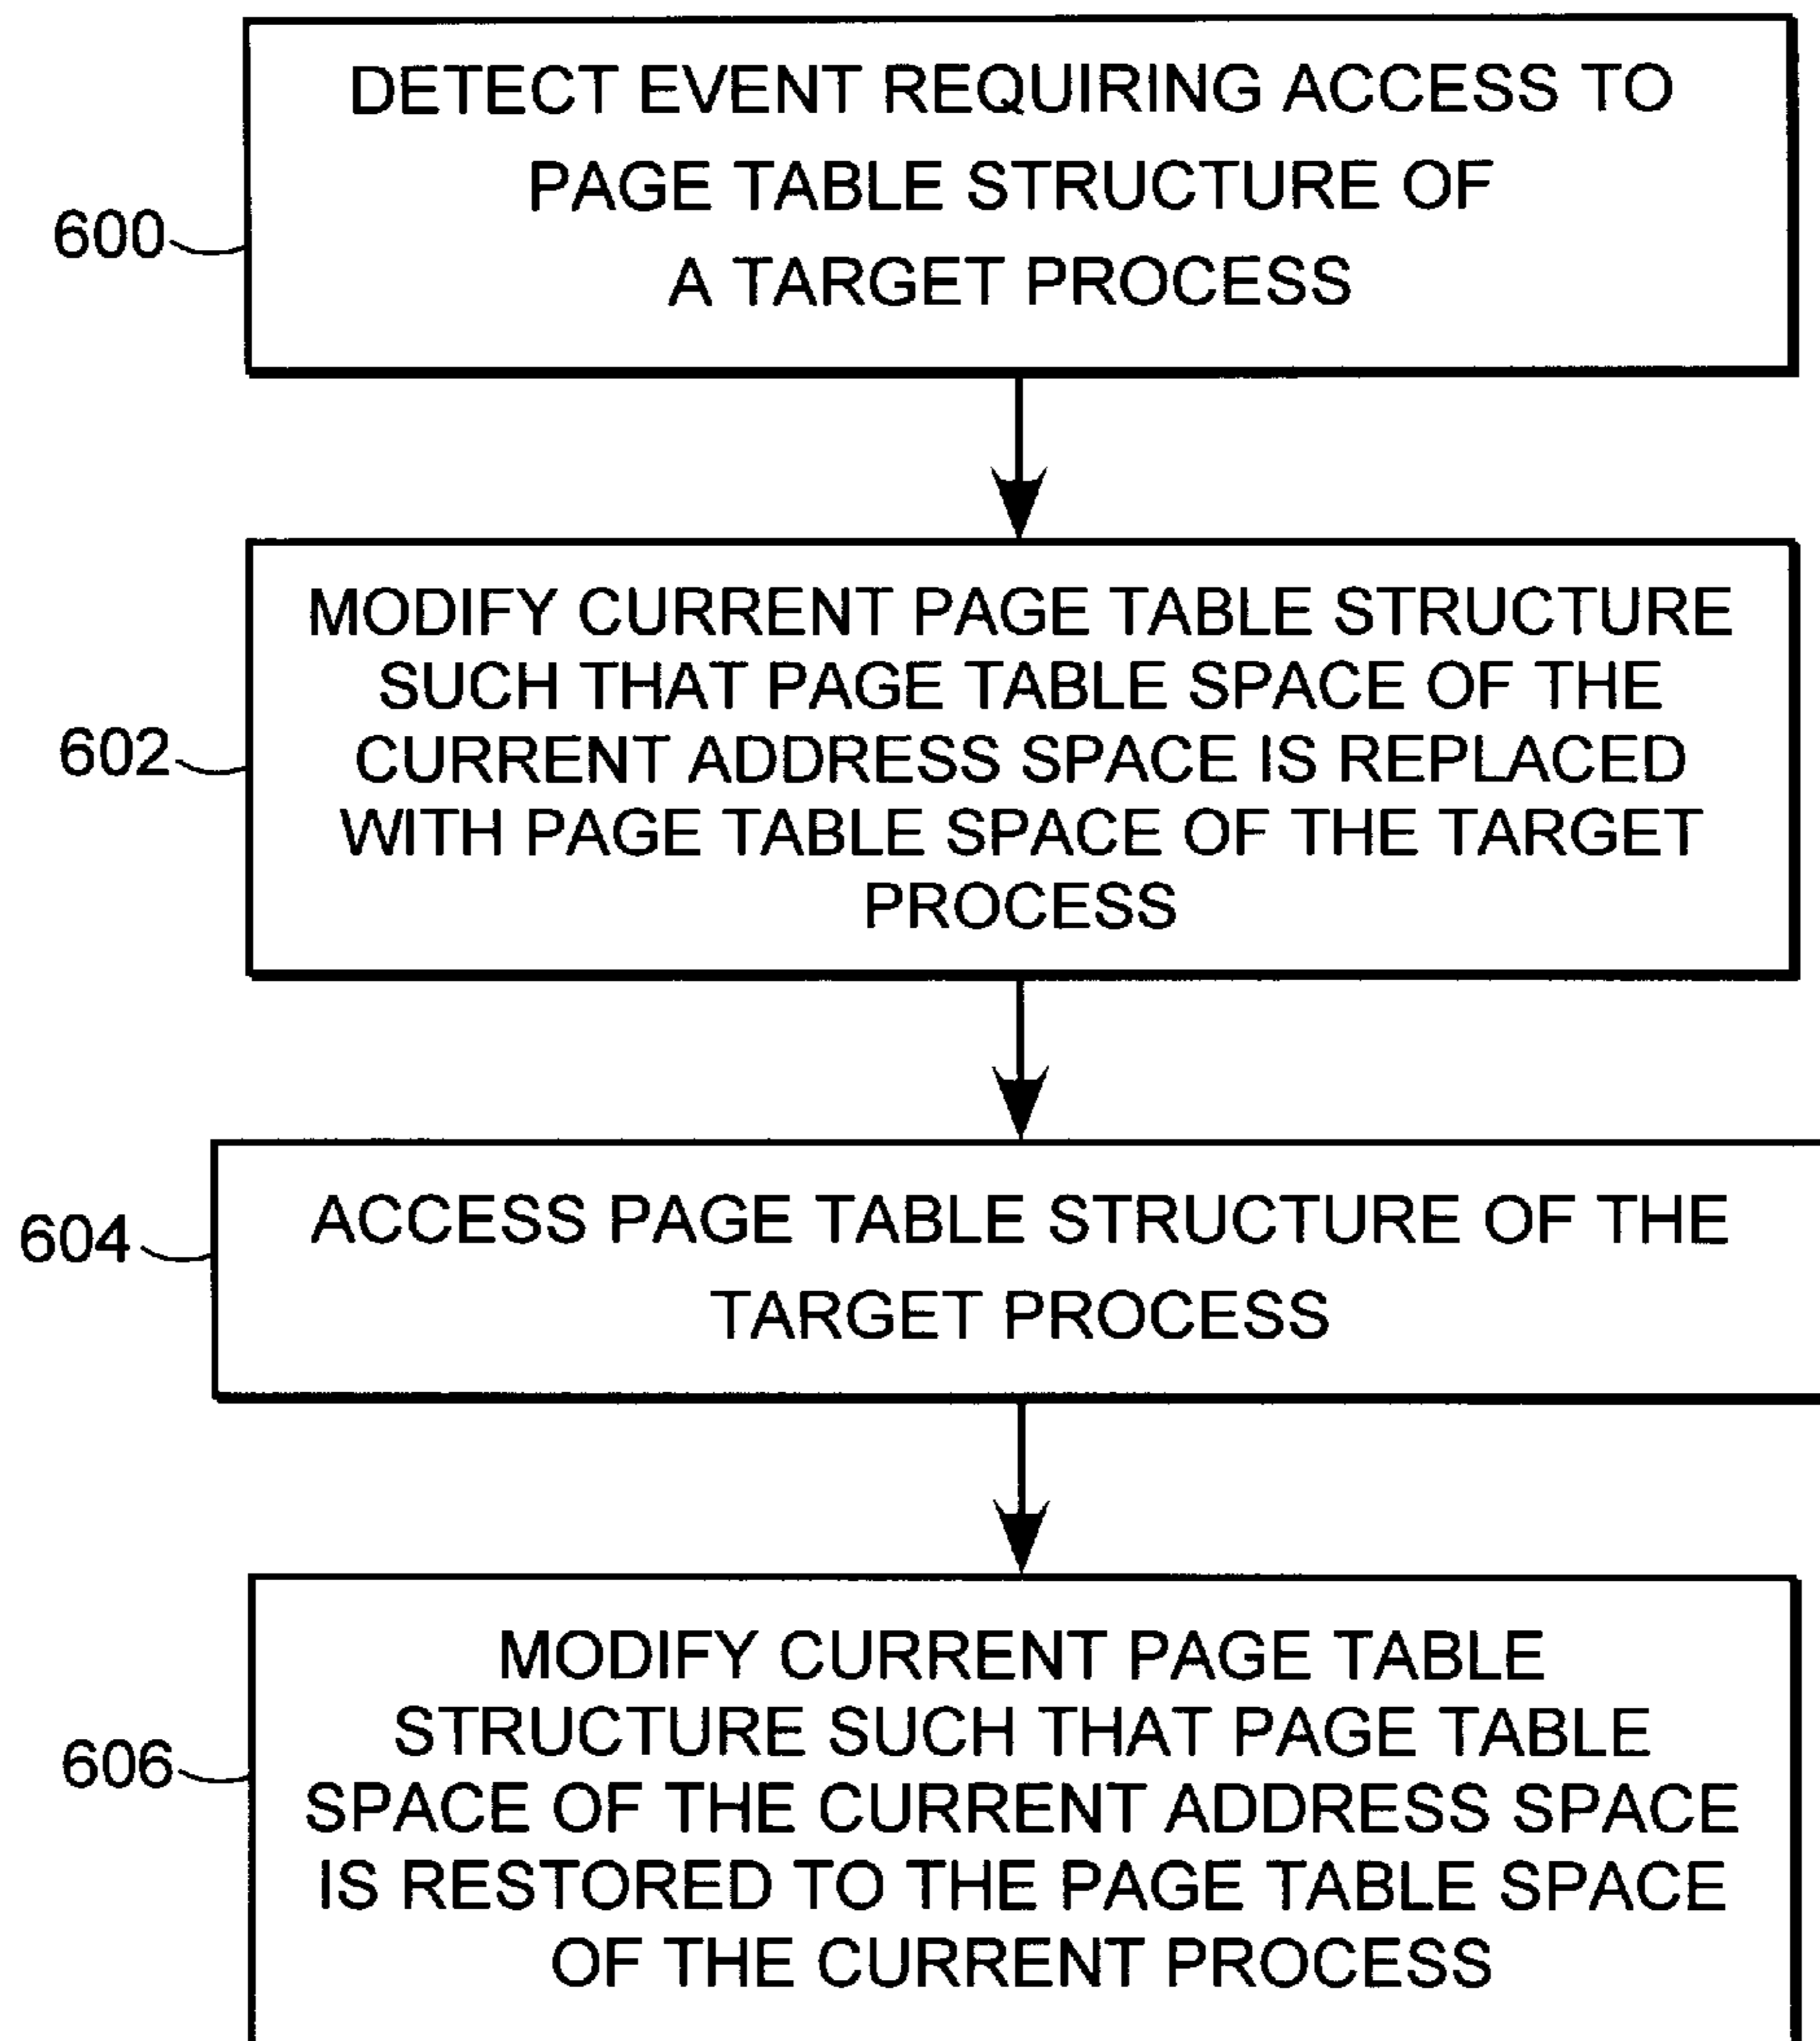 DETECT EVENT REQUIRING ACCESS TO
PAGE TABLE STRUCTURE OF
A TARGET PROCESS
600
MODIFY CURRENT PAGE TABLE STRUCTURE
SUCH THAT PAGE TABLE SPACE OF THE
CURRENT ADDRESS SPACE IS REPLACED
WITH PAGE TABLE SPACE OF THE TARGET
PROCESS
602
ACCESS PAGE TABLE STRUCTURE OF THE
TARGET PROCESS
604
MODIFY CURRENT PAGE TABLE
STRUCTURE SUCH THAT PAGE TABLE
SPACE OF THE CURRENT ADDRESS SPACE
IS RESTORED TO THE PAGE TABLE SPACE
OF THE CURRENT PROCESS
606